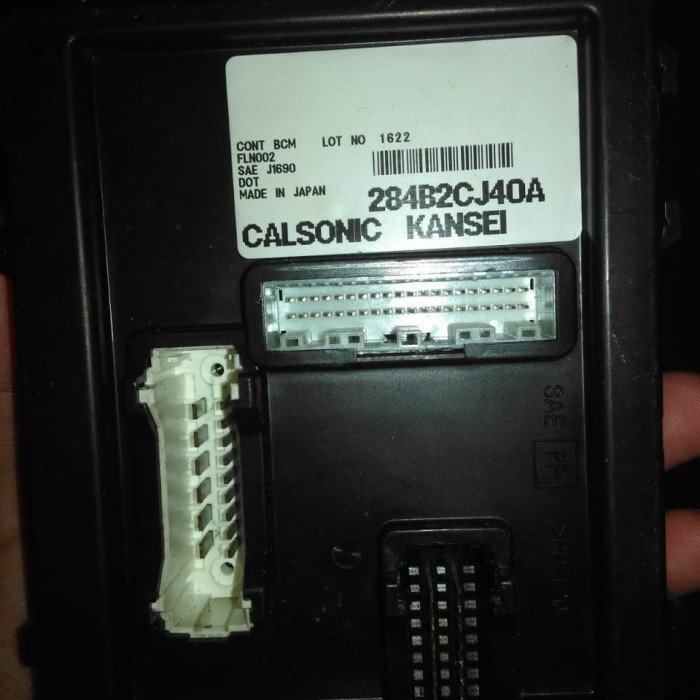 CONT BCM LOT NO 1622
FLN002
SAE J1690
DOT
MADE IN JAPAN
284B2CJ40A
CALSONIC KANSEI
SAE
PP